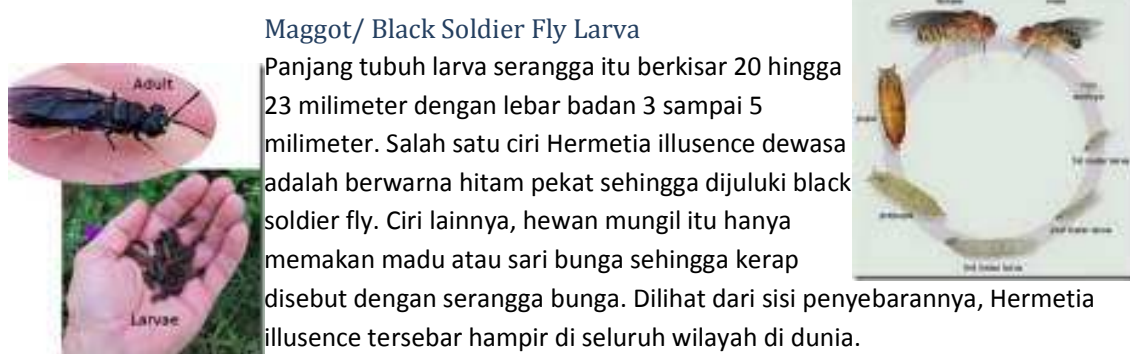 Maggot/ Black Soldier Fly Larva
Panjang tubuh larva serangga itu berkisar 20 hingga
23 milimeter dengan lebar badan 3 sampai 5
milimeter. Salah satu ciri Hermetia illusence dewasa
adalah berwarna hitam pekat sehingga dijuluki black
soldier fly. Ciri lainnya, hewan mungil itu hanya
memakan madu atau sari bunga sehingga kerap
disebut dengan serangga bunga. Dilihat dari sisi penyebarannya, Hermetia
illusence tersebar hampir di seluruh wilayah di dunia.
Adult
Larvae